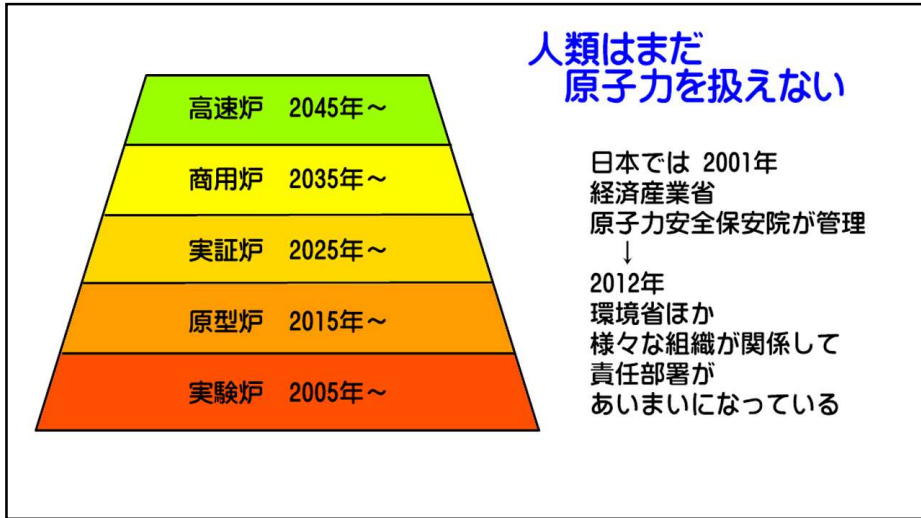 人類はまだ
原子力を扱えない
高速炉 2045年～
商用炉 2035年～
実証炉 2025年～
原型炉 2015年～
実験炉 2005年～
日本では 2001年
経済産業省
原子力安全保安院が管理
↓
2012年
環境省ほか
様々な組織が関係して
責任部署が
あいまいになっている